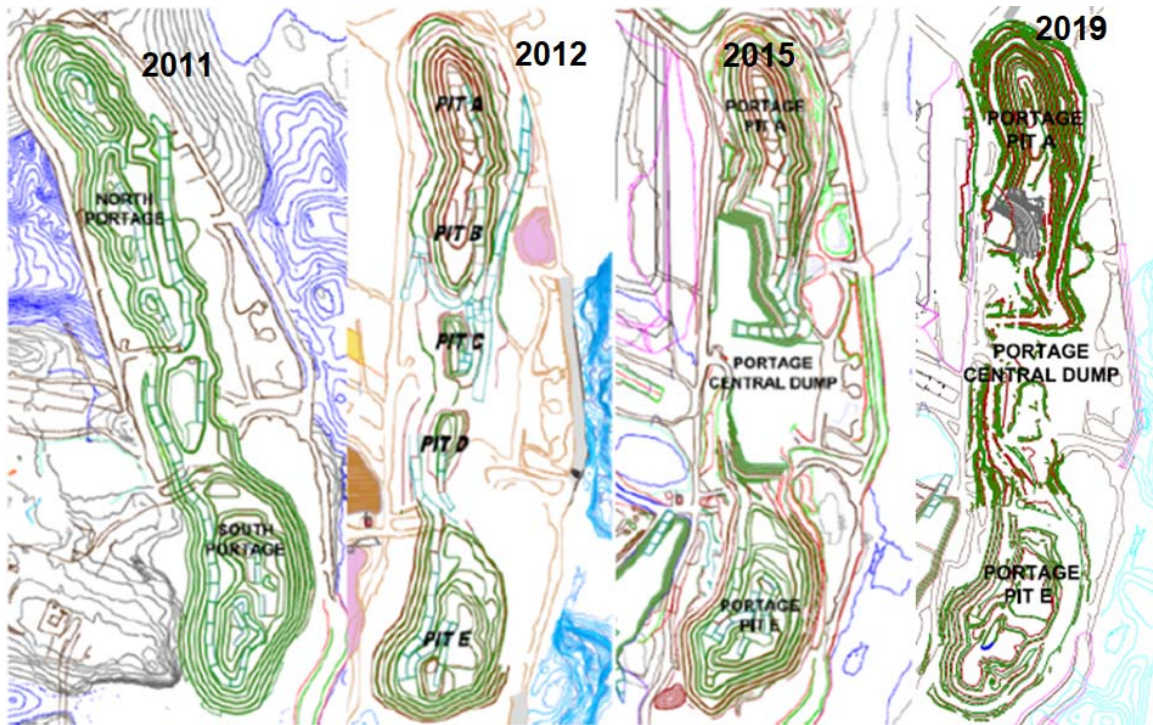 2011
NORTH
PORTAGE
SOUTH
PORTAGE
2012
PIT A
PIT B
PIT C
PIT D
PIT E
2015
PORTAGE
PIT A
PORTAGE
CENTRAL DUMP
PORTAGE
PIT E
2019
PORTAGE
PIT A
PORTAGE
CENTRAL DUMP
PORTAGE
PIT E